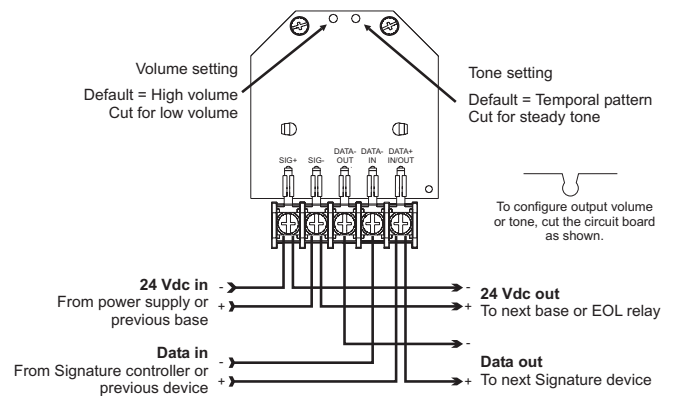 Volume setting
Default = High volume
Cut for low volume
Tone setting
Default = Temporal pattern
Cut for steady tone
SIG+
SIG-
DATA-
OUT
DATA-
IN
DATA+
IN/OUT
To configure output volume
or tone, cut the circuit board
as shown.
24 Vdc in
From power supply or
previous base
-
+
-
+
24 Vdc out
To next base or EOL relay
Data in
From Signature controller or
previous device
-
+
-
+
Data out
To next Signature device